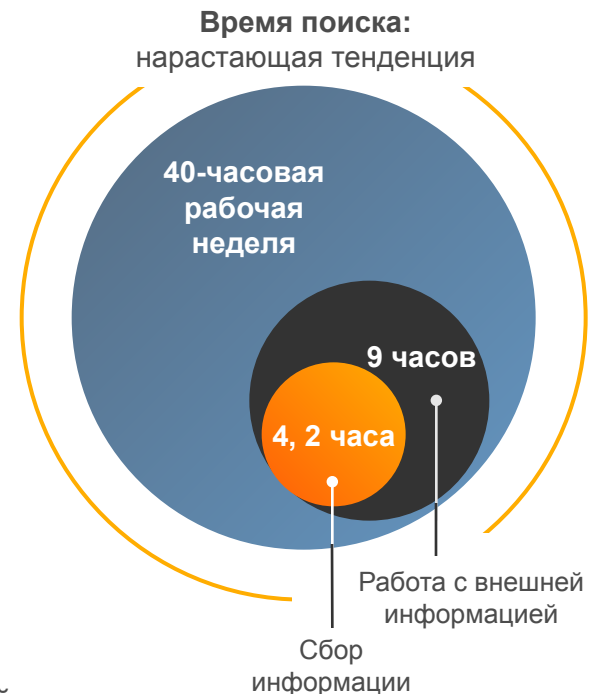 Время поиска:
нарастающая тенденция
40-часовая
рабочая
неделя
9 часов
4, 2 часа
Работа с внешней
информацией
Сбор
информации
й